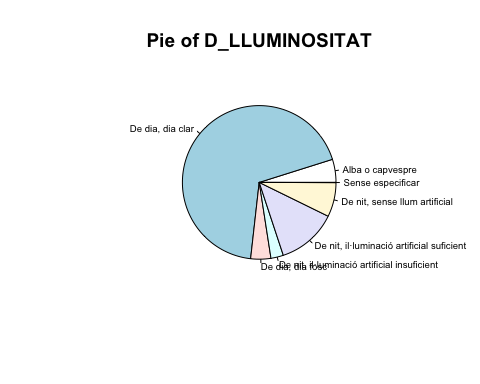 Pie of D_LLUMINOSITAT
De dia, dia clar
Alba o capvespre
Sense especificar
De nit, sense llum artificial
De nit, il·luminació artificial suficient
De nit, il·luminació artificial insuficient
De dia, dia fosc